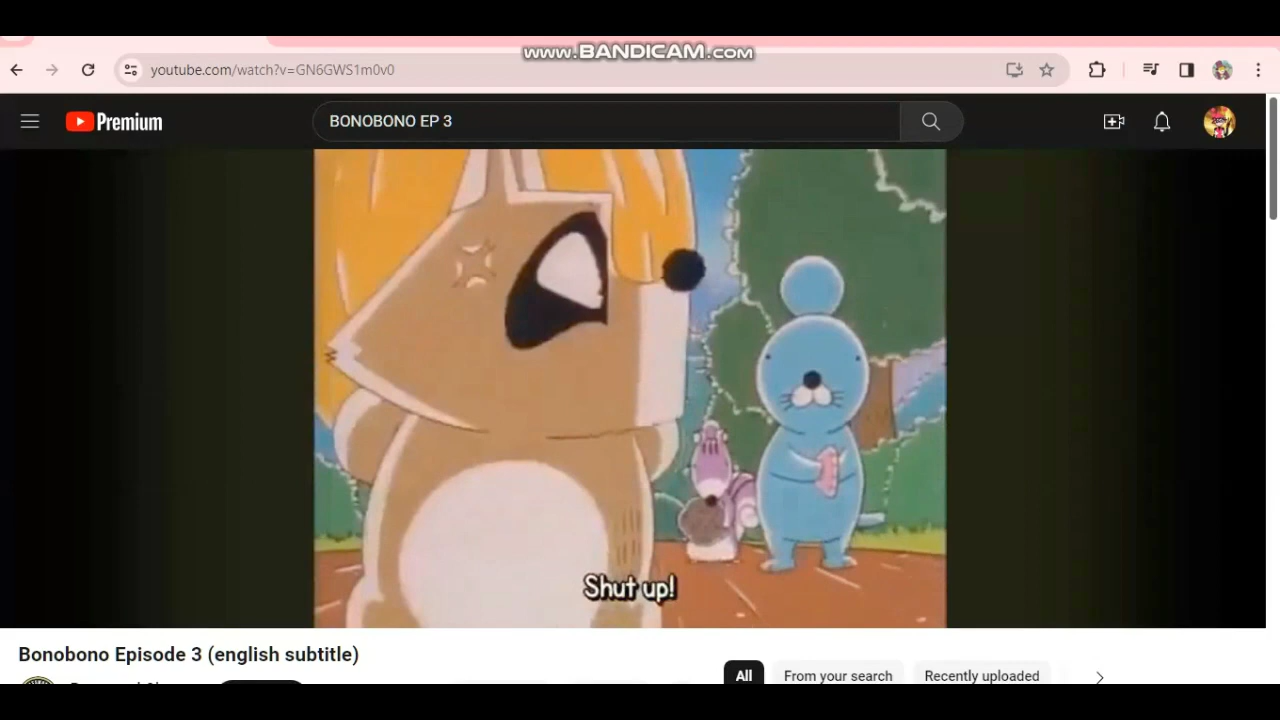 www.BANDICAM.com
youtube.com/watch?v=GN6GWS1m0v0
Premium
BONOBONO EP 3
Shut up!
Bonobono Episode 3 (english subtitle)
All
From your search
Recently uploaded